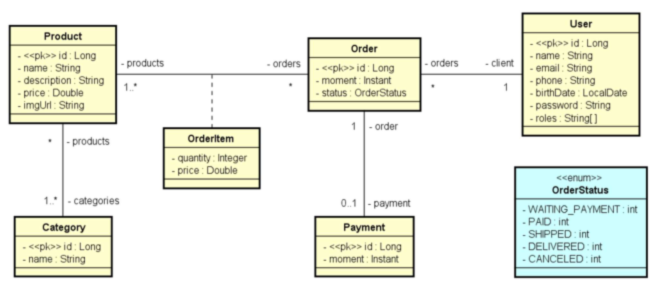 Product
- <<pk>> id : Long
- name : String
- description : String
- price : Double
- imgUrl : String
- products
1..*
- orders
*
Order
- <<pk>> id : Long
- moment : Instant
- status : OrderStatus
- orders
*
- client
1
User
- <<pk>> id : Long
- name : String
- email : String
- phone : String
- birthDate : LocalDate
- password : String
- roles : String[ ]
OrderItem
- quantity : Integer
- price : Double
* - products
1..* - categories
1 - order
0..1 - payment
Category
- <<pk>> id : Long
- name : String
Payment
- <<pk>> id : Long
- moment : Instant
<<enum>>
OrderStatus
- WAITING_PAYMENT : int
- PAID : int
- SHIPPED : int
- DELIVERED : int
- CANCELED : int